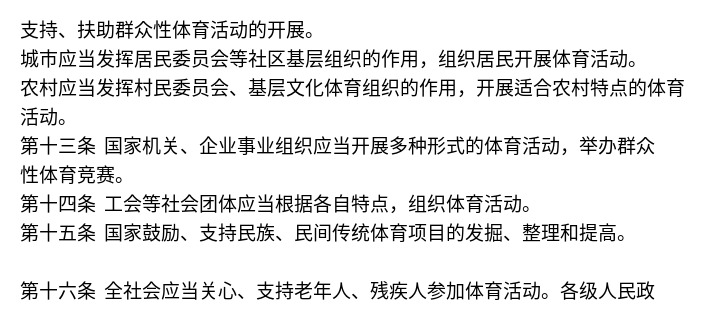 支持、扶助群众性体育活动的开展。
城市应当发挥居民委员会等社区基层组织的作用，组织居民开展体育活动。
农村应当发挥村民委员会、基层文化体育组织的作用，开展适合农村特点的体育
活动。
第十三条 国家机关、企业事业组织应当开展多种形式的体育活动，举办群众
性体育竞赛。
第十四条 工会等社会团体应当根据各自特点，组织体育活动。
第十五条 国家鼓励、支持民族、民间传统体育项目的发掘、整理和提高。
第十六条 全社会应当关心、支持老年人、残疾人参加体育活动。各级人民政